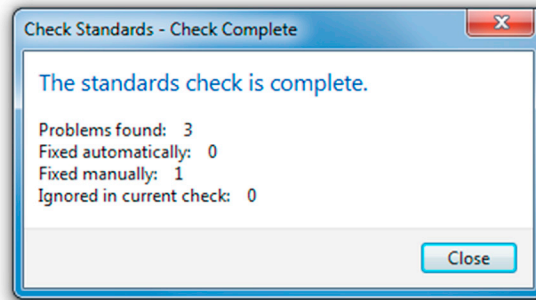 Check Standards - Check Complete
The standards check is complete.
Problems found: 3
Fixed automatically: 0
Fixed manually: 1
Ignored in current check: 0
Close